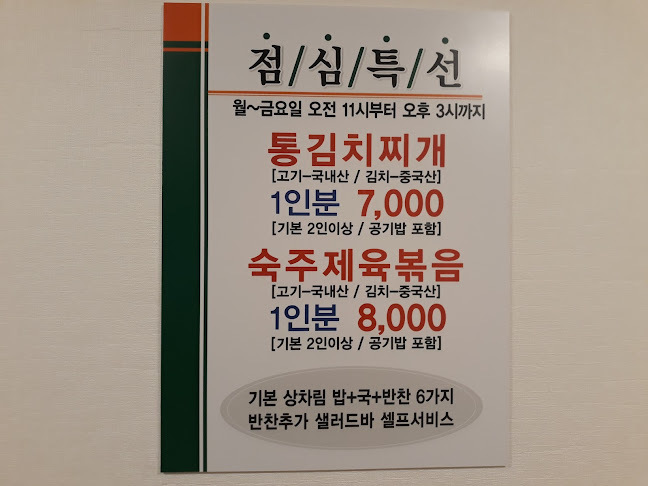 점/심/특/선
월~금요일 오전 11시부터 오후 3시까지
통김치찌개
[고기-국내산 / 김치-중국산]
1인분 7,000
[기본 2인이상 / 공기밥 포함]
숙주제육볶음
[고기-국내산 / 김치-중국산]
1인분 8,000
[기본 2인이상 / 공기밥 포함]
기본 상차림 밥+국+반찬 6가지
반찬추가 샐러드바 셀프서비스